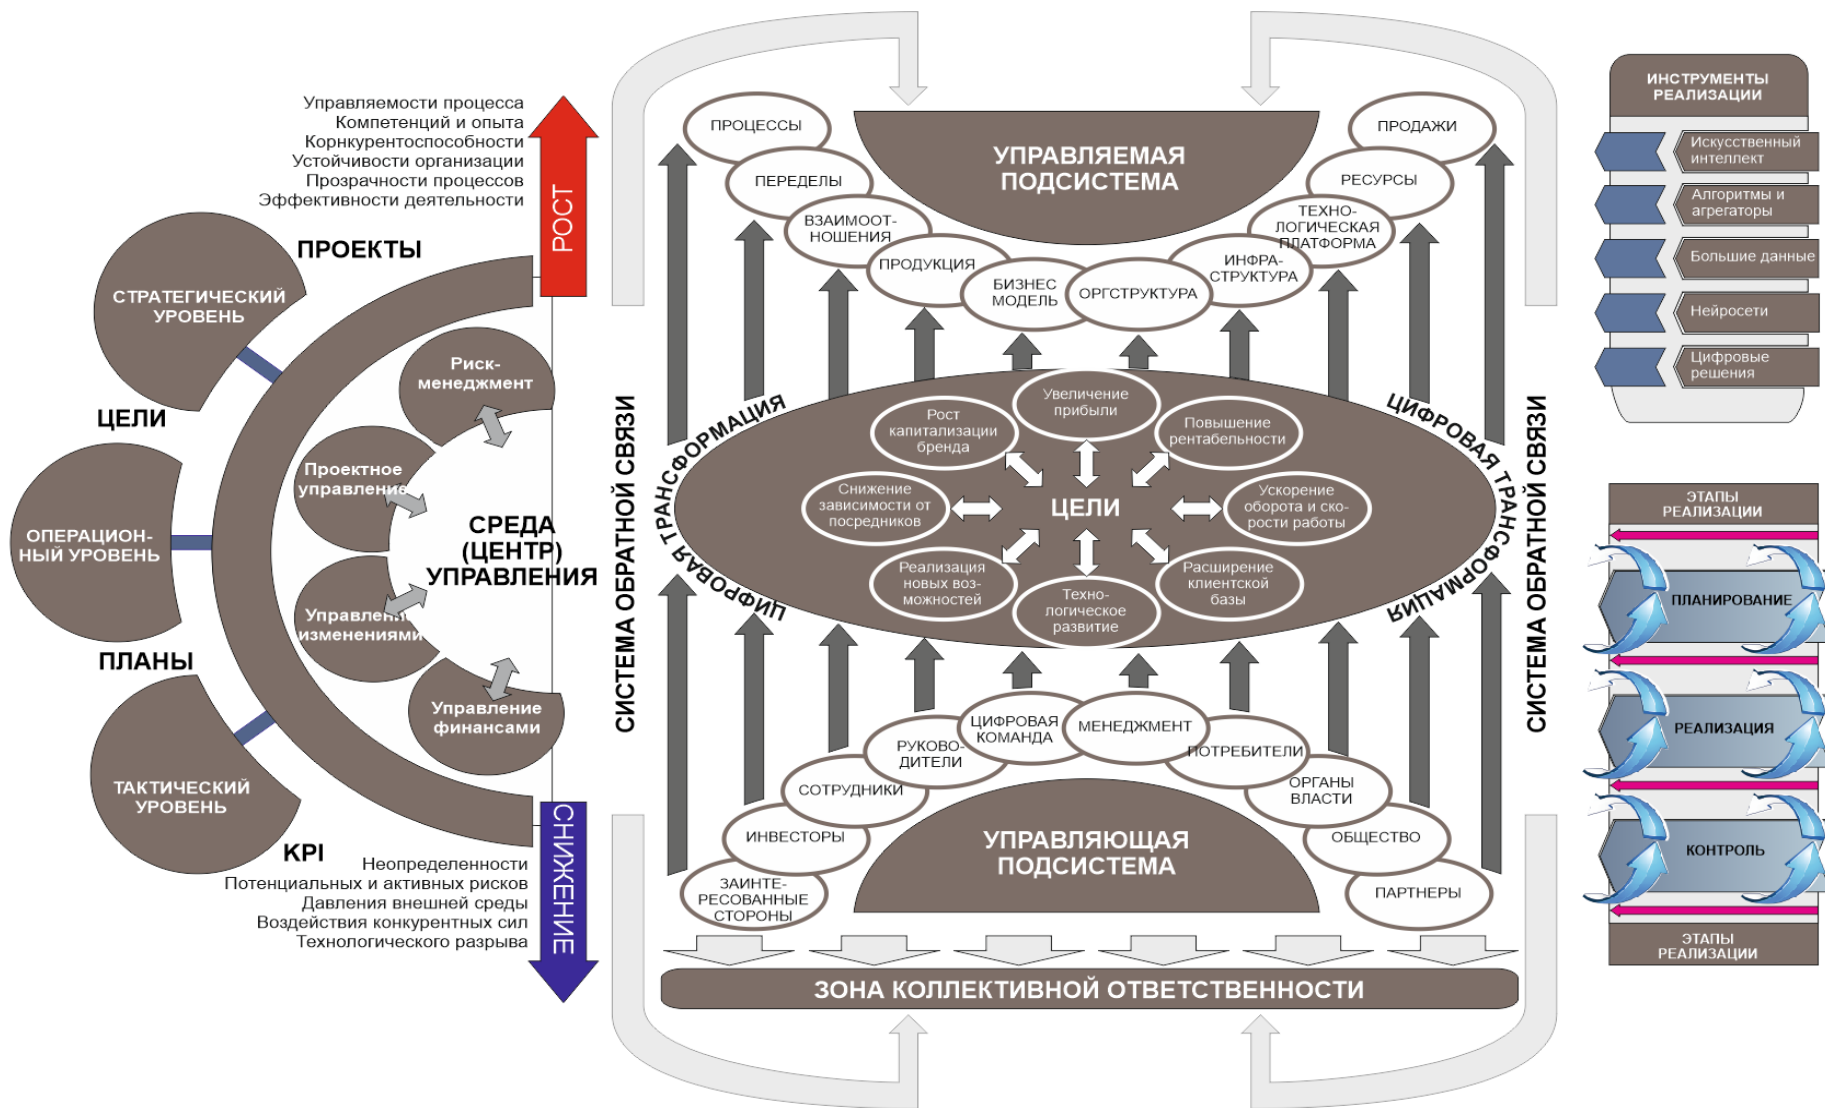 Управляемости процесса
Компетенций и опыта
Корнкурентоспособности
Устойчивости организации
Прозрачности процессов
Эффективности деятельности
РОСТ
ПРОЕКТЫ
СТРАТЕГИЧЕСКИЙ
УРОВЕНЬ
ЦЕЛИ
ОПЕРАЦИОН-
НЫЙ УРОВЕНЬ
ПЛАНЫ
ТАКТИЧЕСКИЙ
УРОВЕНЬ
KPI
Риск-
менеджмент
Проектное
управление
СРЕДА
(ЦЕНТР)
УПРАВЛЕНИЯ
Управление
изменениями
Управление
финансами
СНИЖЕНИЕ
Неопределенности
Потенциальных и активных рисков
Давления внешней среды
Воздействия конкурентных сил
Технологического разрыва
СИСТЕМА ОБРАТНОЙ СВЯЗИ
УПРАВЛЯЕМАЯ
ПОДСИСТЕМА
ПРОЦЕССЫ
ПЕРЕДЕЛЫ
ВЗАИМООТ-
НОШЕНИЯ
ПРОДУКЦИЯ
БИЗНЕС
МОДЕЛЬ
ОРГСТРУКТУРА
ИНФРА-
СТРУКТУРА
ТЕХНО-
ЛОГИЧЕСКАЯ
ПЛАТФОРМА
РЕСУРСЫ
ПРОДАЖИ
ЦИФРОВАЯ ТРАНСФОРМАЦИЯ
ЦИФРОВАЯ ТРАНСФОРМАЦИЯ
Увеличение
прибыли
Рост
капитализации
бренда
Повышение
рентабельности
Снижение
зависимости от
посредников
ЦЕЛИ
Ускорение
оборота и ско-
рости работы
Реализация
новых воз-
можностей
Техно-
логическое
развитие
Расширение
клиентской
базы
ЗАИНТЕ-
РЕСОВАННЫЕ
СТОРОНЫ
ИНВЕСТОРЫ
СОТРУДНИКИ
РУКОВО-
ДИТЕЛИ
ЦИФРОВАЯ
КОМАНДА
МЕНЕДЖМЕНТ
ПОТРЕБИТЕЛИ
ОРГАНЫ
ВЛАСТИ
ОБЩЕСТВО
ПАРТНЕРЫ
УПРАВЛЯЮЩАЯ
ПОДСИСТЕМА
ЗОНА КОЛЛЕКТИВНОЙ ОТВЕТСТВЕННОСТИ
СИСТЕМА ОБРАТНОЙ СВЯЗИ
ИНСТРУМЕНТЫ
РЕАЛИЗАЦИИ
Искусственный
интеллект
Алгоритмы и
агрегаторы
Большие данные
Нейросети
Цифровые
решения
ЭТАПЫ
РЕАЛИЗАЦИИ
ПЛАНИРОВАНИЕ
РЕАЛИЗАЦИЯ
КОНТРОЛЬ
ЭТАПЫ
РЕАЛИЗАЦИИ